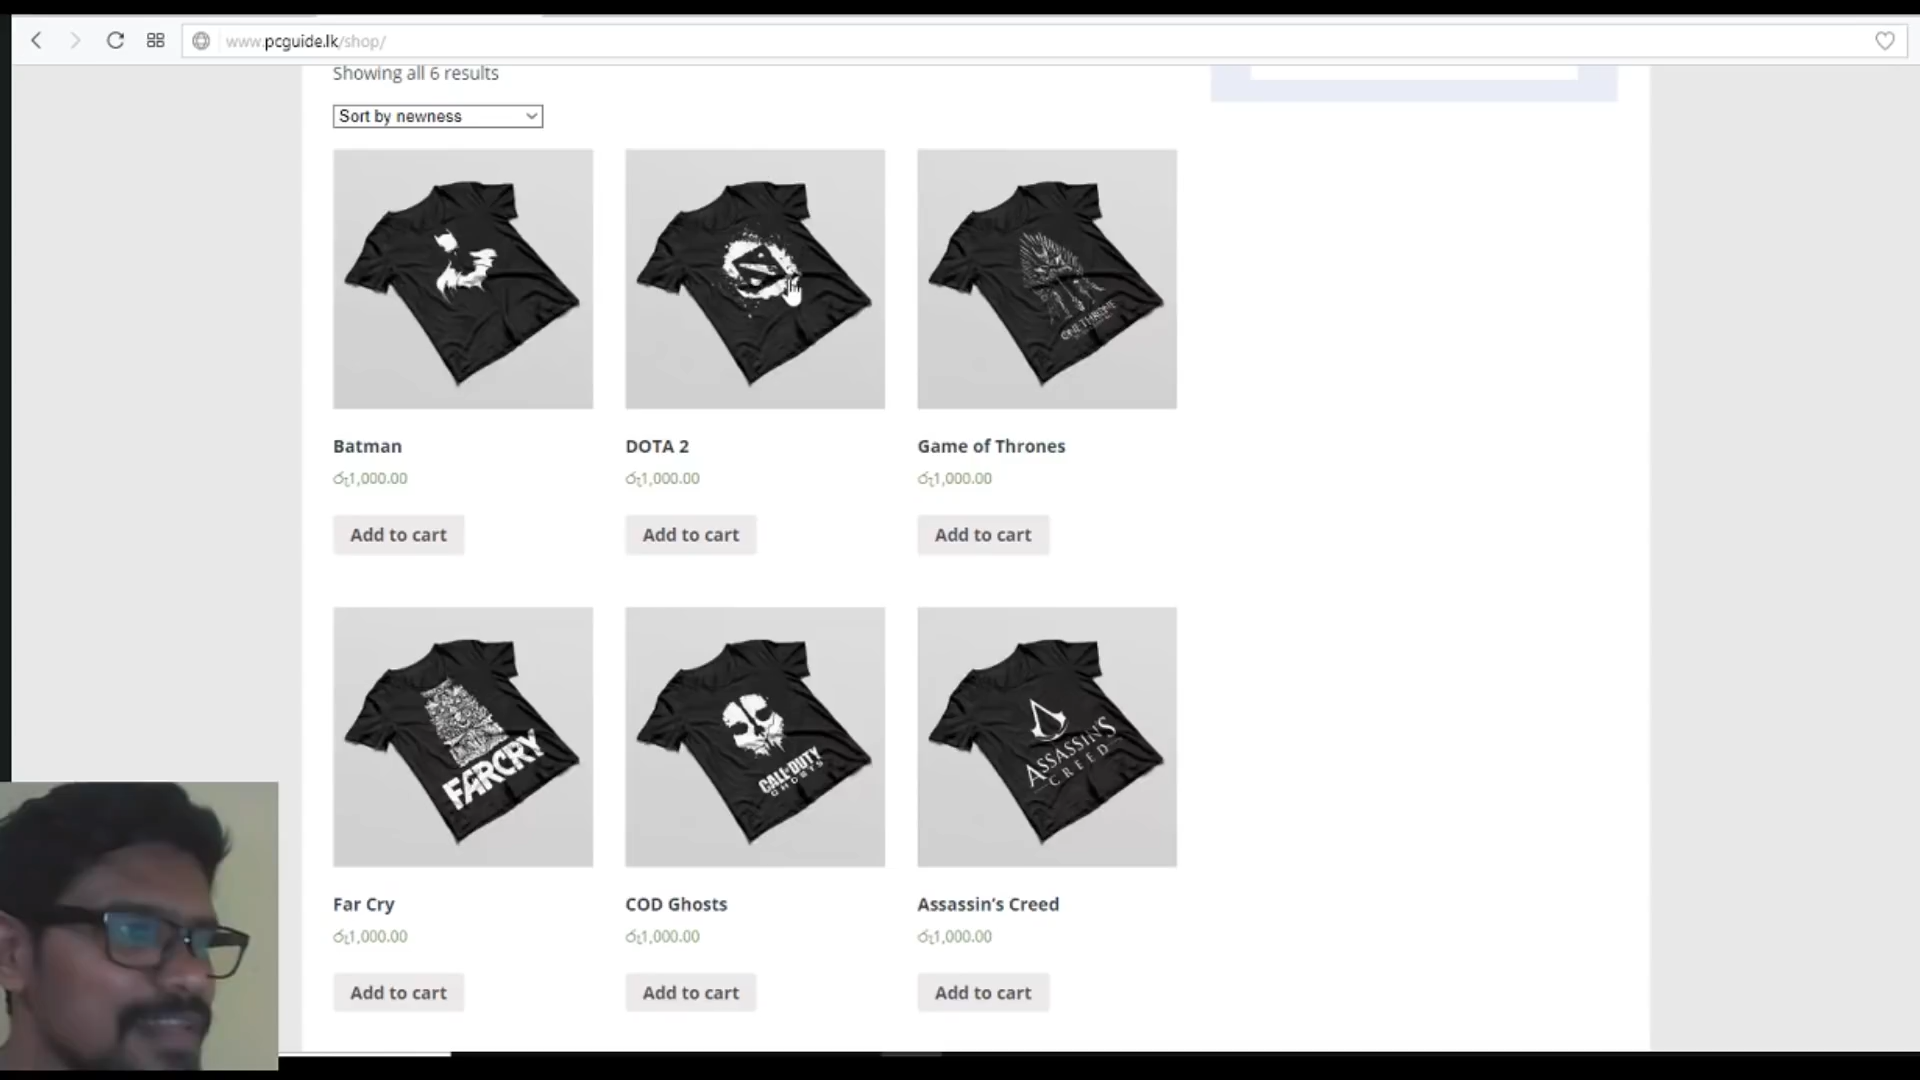 www.pcguide.lk/shop/
Showing all 6 results
Sort by newness
Batman
DOTA 2
Game of Thrones
රු1,000.00
රු1,000.00
රු1,000.00
Add to cart
Add to cart
Add to cart
FARCRY
CALL OF DUTY
GHOSTS
ASSASSIN'S
CREED
Far Cry
COD Ghosts
Assassin’s Creed
රු1,000.00
රු1,000.00
රු1,000.00
Add to cart
Add to cart
Add to cart